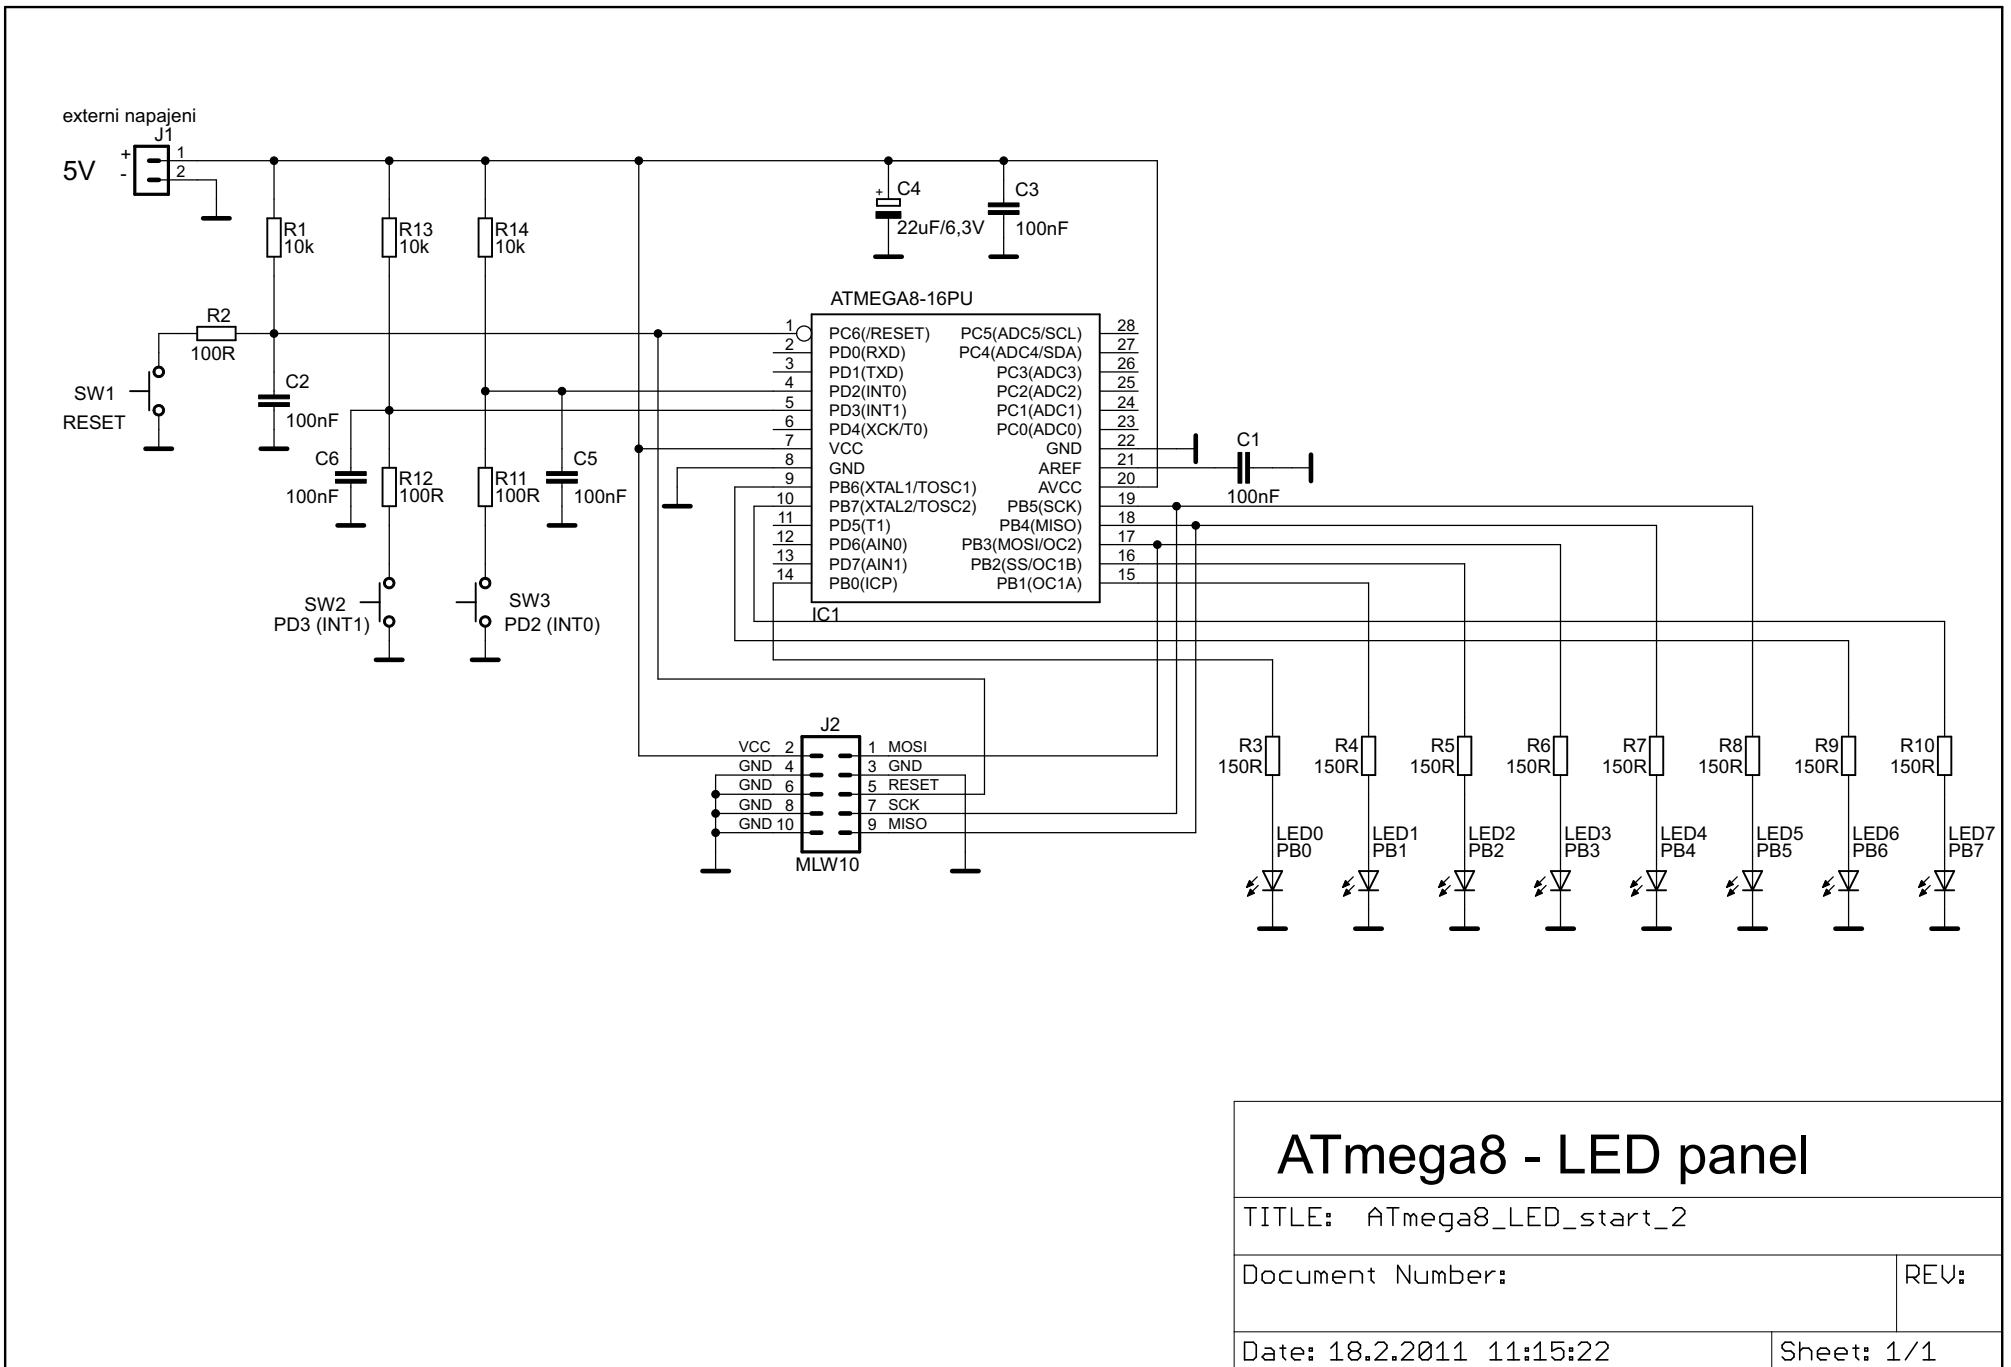 externi napajeni
J1
5V
+
-
1
2
R1
10k
R13
10k
R14
10k
+
C4
22uF/6,3V
C3
100nF
R2
100R
SW1
RESET
C2
100nF
C6
100nF
R12
100R
R11
100R
C5
100nF
SW2
PD3 (INT1)
SW3
PD2 (INT0)
ATMEGA8-16PU
1 PC6(/RESET) PC5(ADC5/SCL) 28
2 PD0(RXD) PC4(ADC4/SDA) 27
3 PD1(TXD) PC3(ADC3) 26
4 PD2(INT0) PC2(ADC2) 25
5 PD3(INT1) PC1(ADC1) 24
6 PD4(XCK/T0) PC0(ADC0) 23
7 VCC GND 22
8 GND AREF 21
9 PB6(XTAL1/TOSC1) AVCC 20
10 PB7(XTAL2/TOSC2) PB5(SCK) 19
11 PD5(T1) PB4(MISO) 18
12 PD6(AIN0) PB3(MOSI/OC2) 17
13 PD7(AIN1) PB2(SS/OC1B) 16
14 PB0(ICP) PB1(OC1A) 15
IC1
C1
100nF
J2
VCC 2 1 MOSI
GND 4 3 GND
GND 6 5 RESET
GND 8 7 SCK
GND 10 9 MISO
MLW10
R3 R4 R5 R6 R7 R8 R9 R10
150R 150R 150R 150R 150R 150R 150R 150R
LED0 LED1 LED2 LED3 LED4 LED5 LED6 LED7
PB0 PB1 PB2 PB3 PB4 PB5 PB6 PB7
ATmega8 - LED panel
TITLE: ATmega8_LED_start_2
Document Number: REV:
Date: 18.2.2011 11:15:22 Sheet: 1/1